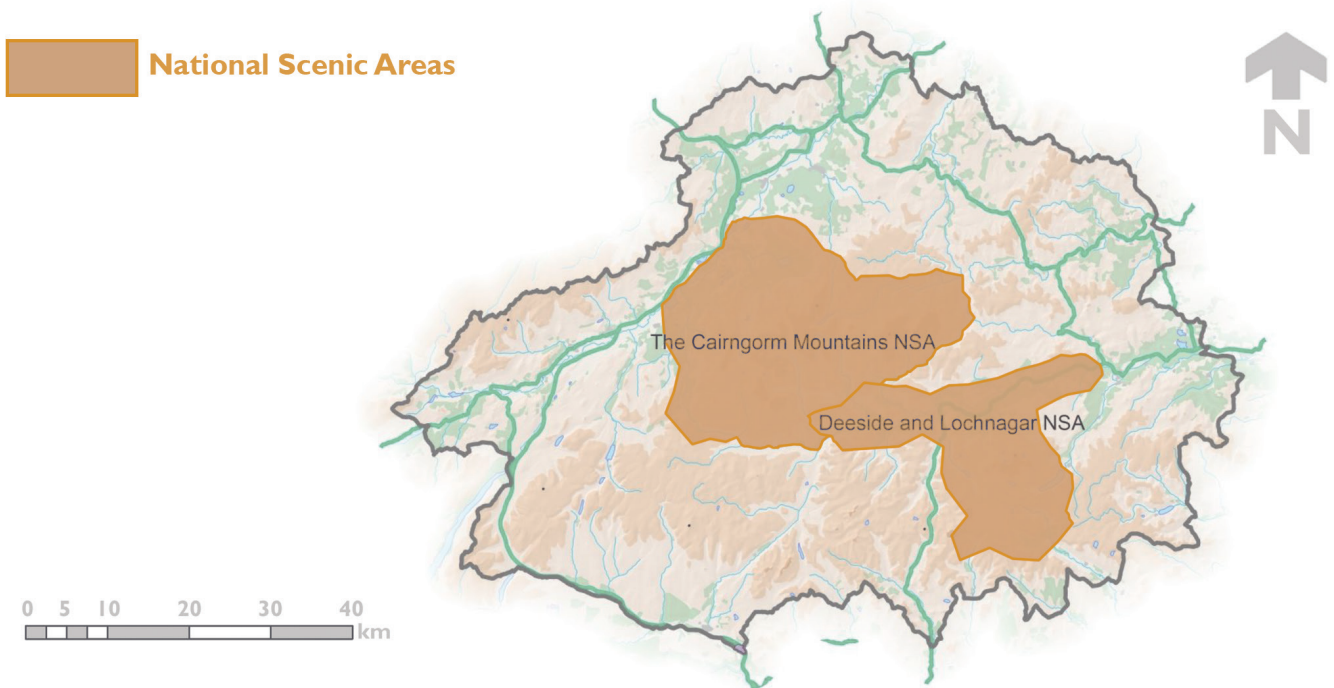 National Scenic Areas
N
The Cairngorm Mountains NSA
Deeside and Lochnagar NSA
0 5 10 20 30 40
km